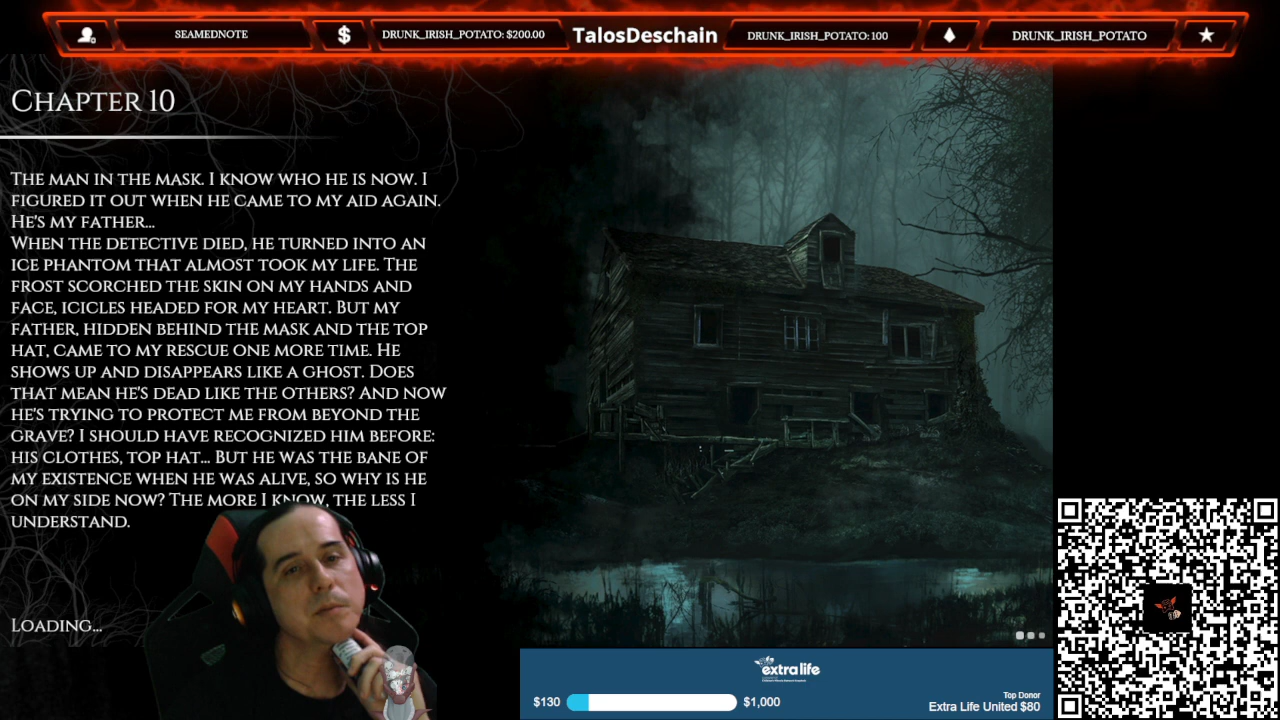 SEAMEDNOTE
$
DRUNK_IRISH_POTATO: $200.00
TalosDeschain
DRUNK_IRISH_POTATO: 100
DRUNK_IRISH_POTATO
Chapter 10
The man in the mask. I know who he is now. I
figured it out when he came to my aid again.
He's my father...
When the detective died, he turned into an
ice phantom that almost took my life. The
frost scorched the skin on my hands and
face, icicles headed for my heart. But my
father, hidden behind the mask and the top
hat, came to my rescue one more time. He
shows up and disappears like a ghost. Does
that mean he's dead like the others? And now
he's trying to protect me from beyond the
grave? I should have recognized him before:
his clothes, top hat... But he was the bane of
my existence when he was alive, so why is he
on my side now? The more I know, the less I
understand.
Loading...
extralife
$130
$1,000
Top Donor
Extra Life United $80